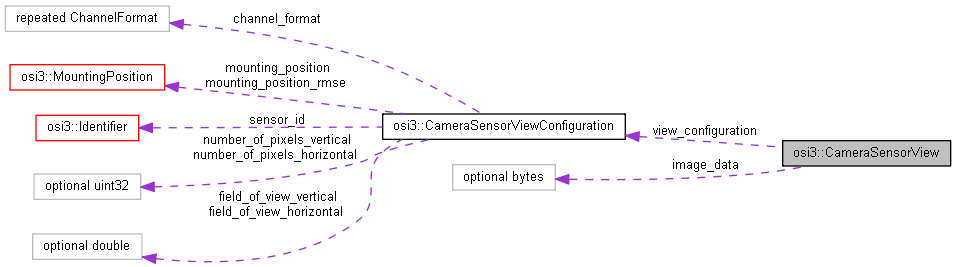 repeated ChannelFormat
channel_format
osi3::MountingPosition
mounting_position
mounting_position_rmse
osi3::Identifier
sensor_id
osi3::CameraSensorViewConfiguration
view_configuration
osi3::CameraSensorView
number_of_pixels_vertical
number_of_pixels_horizontal
image_data
optional bytes
optional uint32
field_of_view_vertical
field_of_view_horizontal
optional double